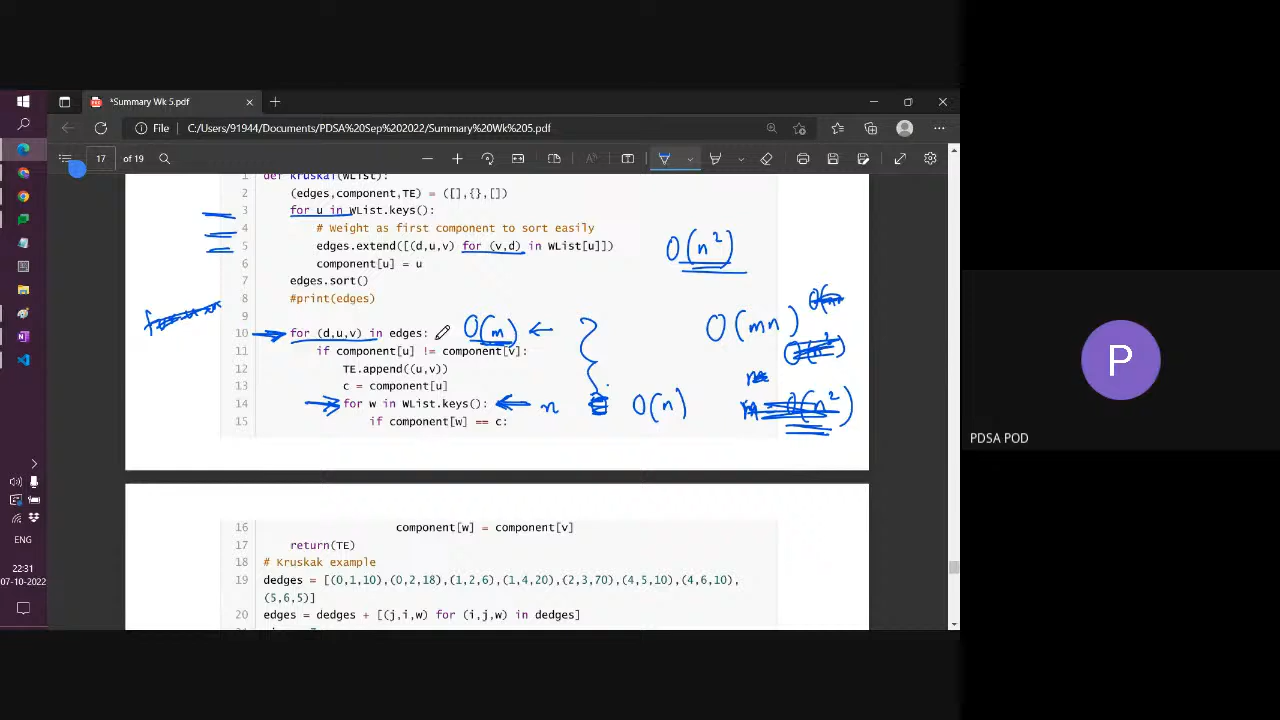 *Summary Wk 5.pdf
File C:/Users/91944/Documents/PDSA%20Sep%202022/Summary%20Wk%205.pdf
17 of 19
1 def kruskal(WList):
2 (edges,component,TE) = ([],{},[])
3 for u in WList.keys():
4 # Weight as first component to sort easily
5 edges.extend([(d,u,v) for (v,d) in WList[u]])
O(n²)
6 component[u] = u
7 edges.sort()
8 #print(edges)
9
10 for (d,u,v) in edges: O(m)
O(mn)
11 if component[u] != component[v]:
12 TE.append((u,v))
13 c = component[u]
14 for w in WList.keys(): n O(n) O(n²)
15 if component[w] == c:
16 component[w] = component[v]
17 return(TE)
18 # Kruskak example
19 dedges = [(0,1,10),(0,2,18),(1,2,6),(1,4,20),(2,3,70),(4,5,10),(4,6,10),
(5,6,5)]
20 edges = dedges + [(j,i,w) for (i,j,w) in dedges]
ENG
22:31
07-10-2022
P
PDSA POD